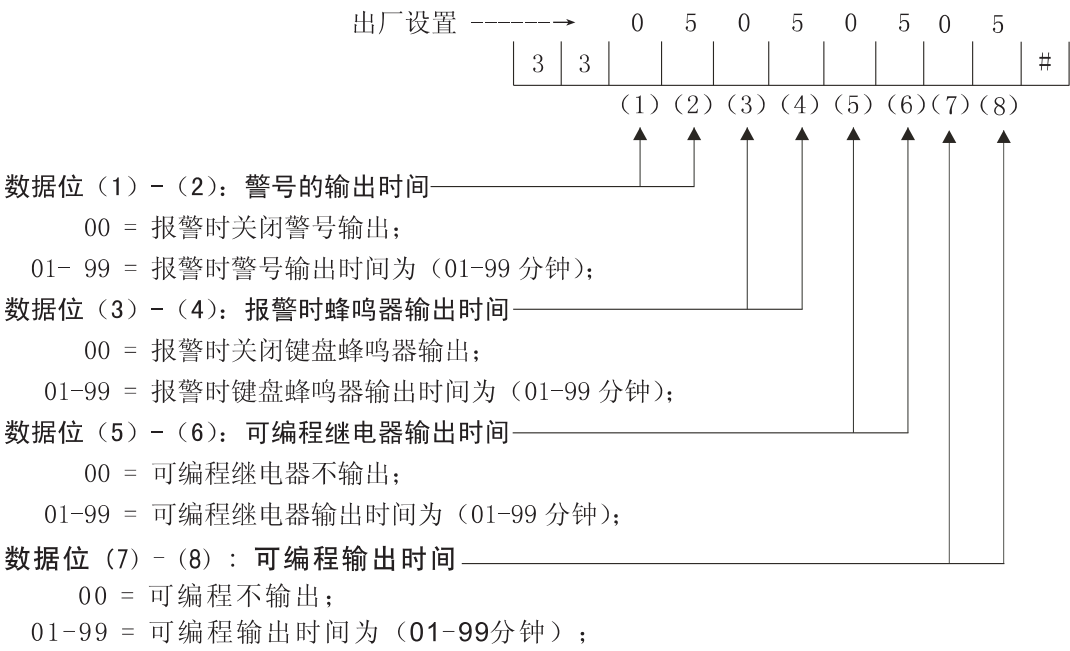 出厂设置 ------→ 0 5 0 5 0 5 0 5
3 3 #
(1)(2)(3)(4)(5)(6)(7)(8)
数据位（1）-（2）：警号的输出时间
00 = 报警时关闭警号输出；
01- 99 = 报警时警号输出时间为（01-99 分钟）；
数据位（3）-（4）：报警时蜂鸣器输出时间
00 = 报警时关闭键盘蜂鸣器输出；
01-99 = 报警时键盘蜂鸣器输出时间为（01-99 分钟）；
数据位（5）-（6）：可编程继电器输出时间
00 = 可编程继电器不输出；
01-99 = 可编程继电器输出时间为（01-99 分钟）；
数据位 (7) - (8) : 可编程输出时间
00 = 可编程不输出；
01-99 = 可编程输出时间为（01-99分钟）；